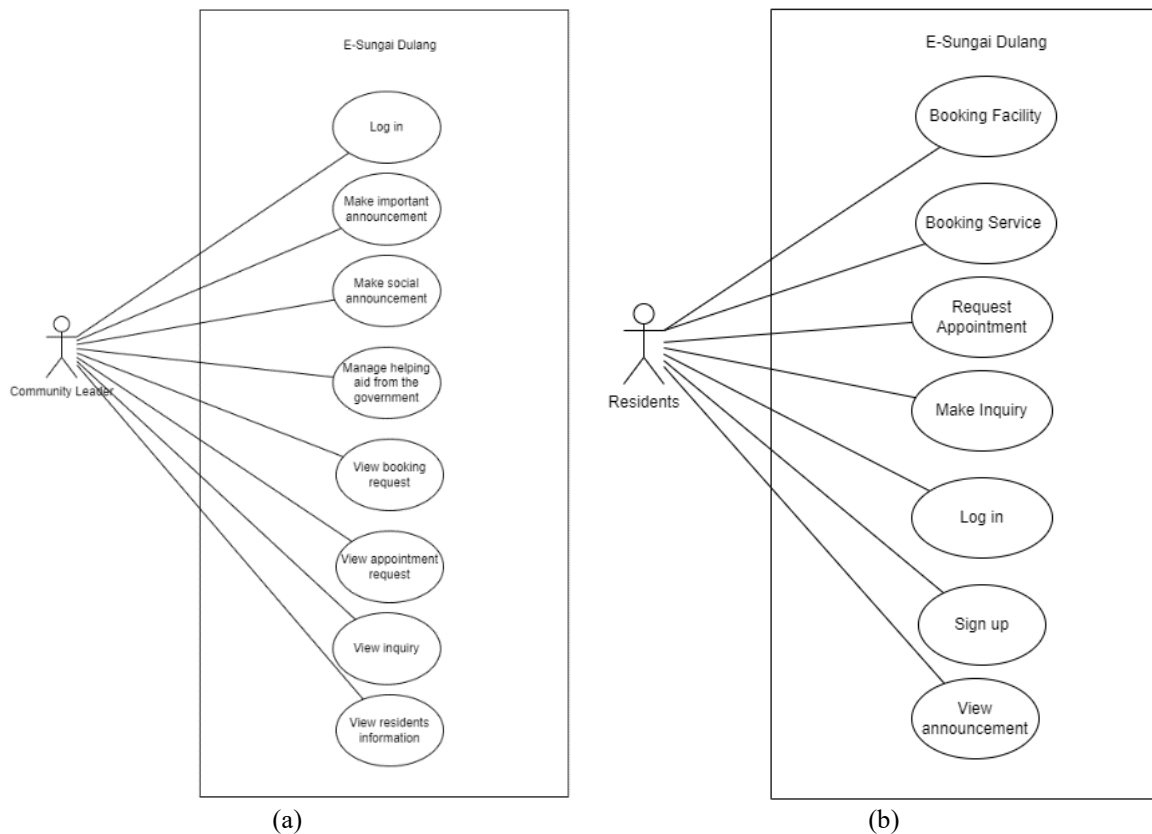 E-Sungai Dulang
Log in
Make important
announcement
Make social
announcement
Manage helping
aid from the
government
Community Leader
View booking
request
View appointment
request
View inquiry
View residents
information
(a)
E-Sungai Dulang
Booking Facility
Booking Service
Request
Appointment
Residents
Make Inquiry
Log in
Sign up
View
announcement
(b)